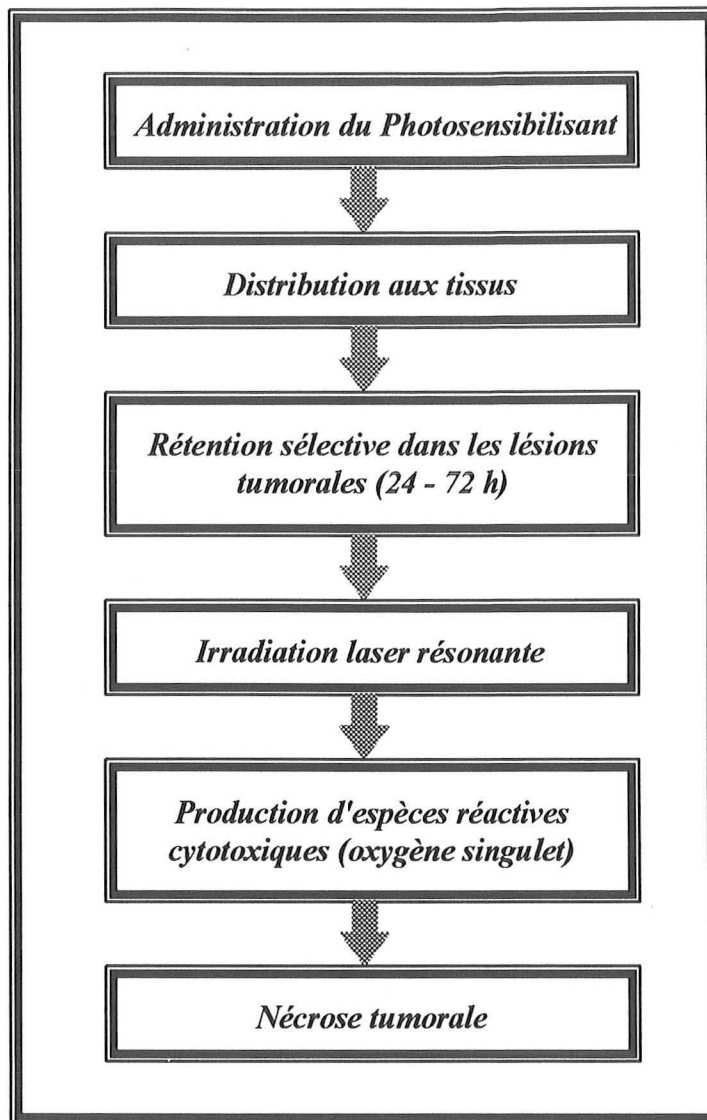 Administration du Photosensibilisant
Distribution aux tissus
Rétention sélective dans les lésions
tumorales (24 - 72 h)
Irradiation laser résonante
Production d'espèces réactives
cytotoxiques (oxygène singulet)
Nécrose tumorale